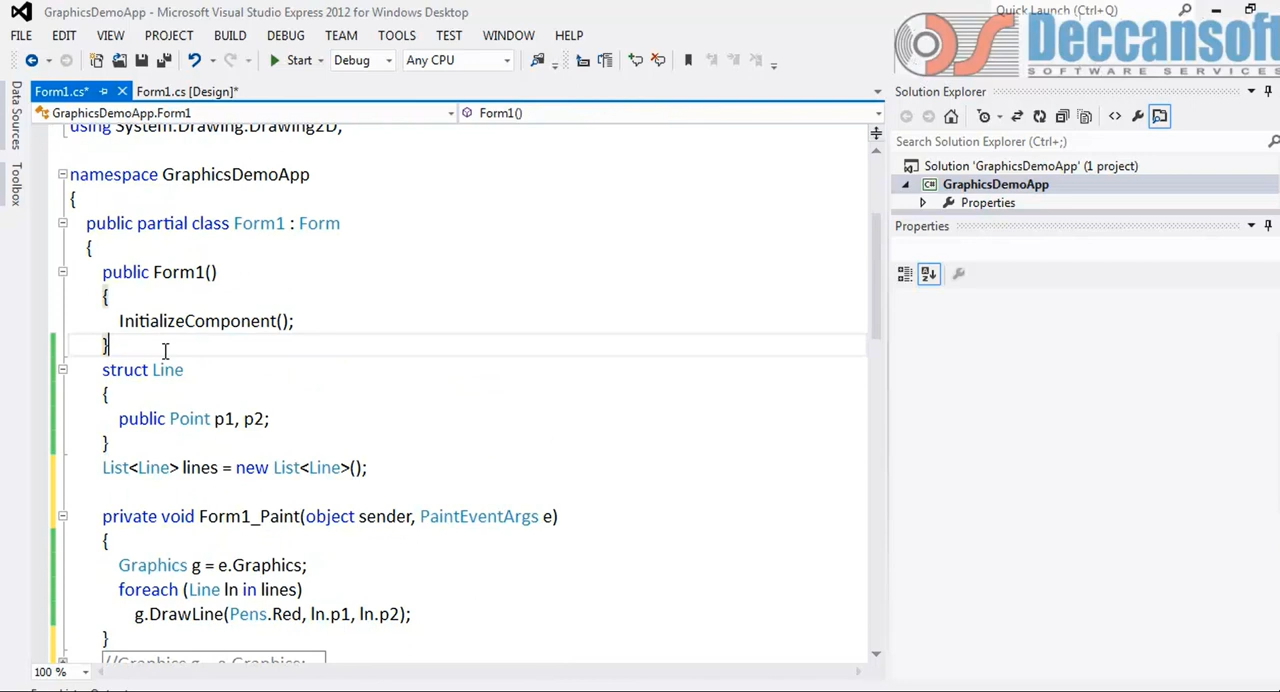 GraphicsDemoApp - Microsoft Visual Studio Express 2012 for Windows Desktop
Quick Launch (Ctrl+Q)
FILE EDIT VIEW PROJECT BUILD DEBUG TEAM TOOLS TEST WINDOW HELP
Deccansoft
SOFTWARE SERVICES
Start Debug Any CPU
Form1.cs* Form1.cs [Design]*
GraphicsDemoApp.Form1 Form1()
Data Sources
Toolbox
using System.Drawing.Drawing2D;
namespace GraphicsDemoApp
{
public partial class Form1 : Form
{
public Form1()
{
InitializeComponent();
}
struct Line
{
public Point p1, p2;
}
List<Line> lines = new List<Line>();
private void Form1_Paint(object sender, PaintEventArgs e)
{
Graphics g = e.Graphics;
foreach (Line ln in lines)
g.DrawLine(Pens.Red, ln.p1, ln.p2);
}
//Graphics g = e.Graphics;
100 %
Solution Explorer
Search Solution Explorer (Ctrl+;)
Solution 'GraphicsDemoApp' (1 project)
C# GraphicsDemoApp
Properties
Properties